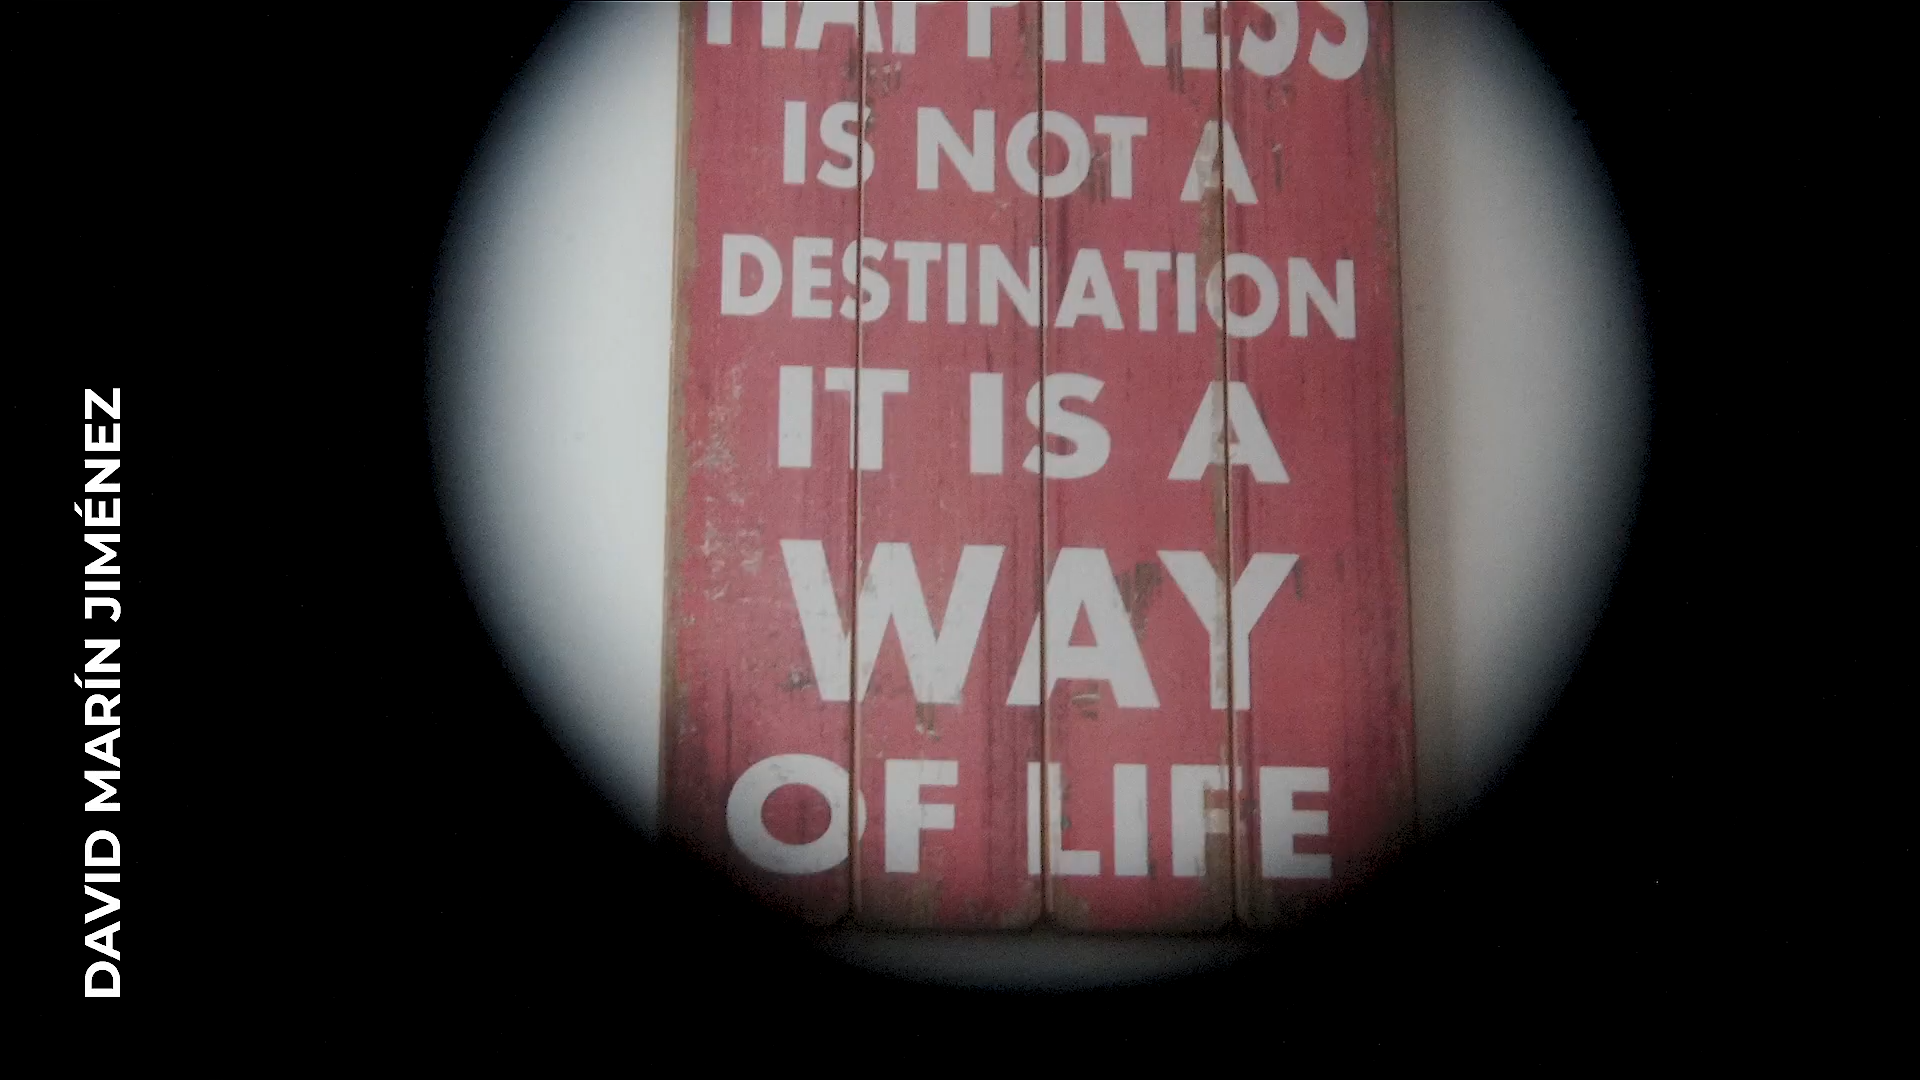 HAPPINESS
IS NOT A
DESTINATION
IT IS A
WAY
OF LIFE
DAVID MARÍN JIMÉNEZ